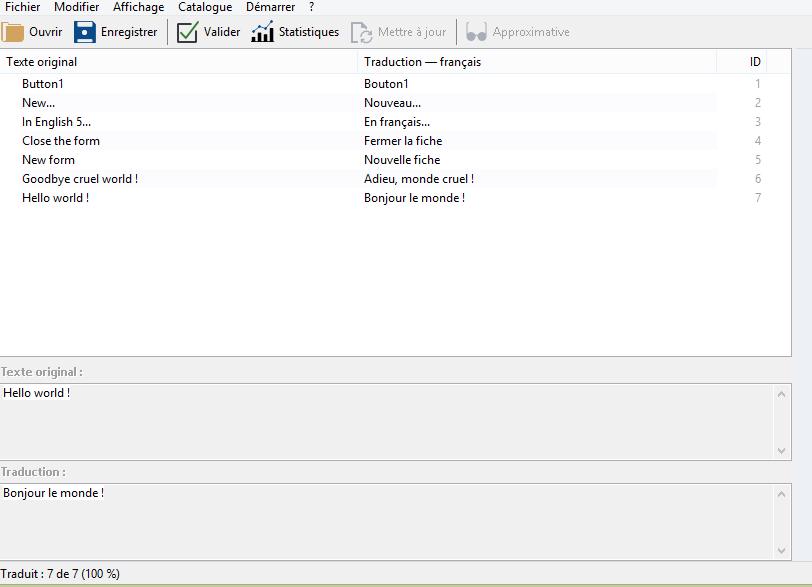 Fichier Modifier Affichage Catalogue Démarrer ?
Ouvrir Enregistrer Valider Statistiques Mettre à jour Approximative
Texte original Traduction — français ID
Button1 Bouton1 1
New... Nouveau... 2
In English 5... En français... 3
Close the form Fermer la fiche 4
New form Nouvelle fiche 5
Goodbye cruel world ! Adieu, monde cruel ! 6
Hello world ! Bonjour le monde ! 7
Texte original :
Hello world !
Traduction :
Bonjour le monde !
Traduit : 7 de 7 (100 %)